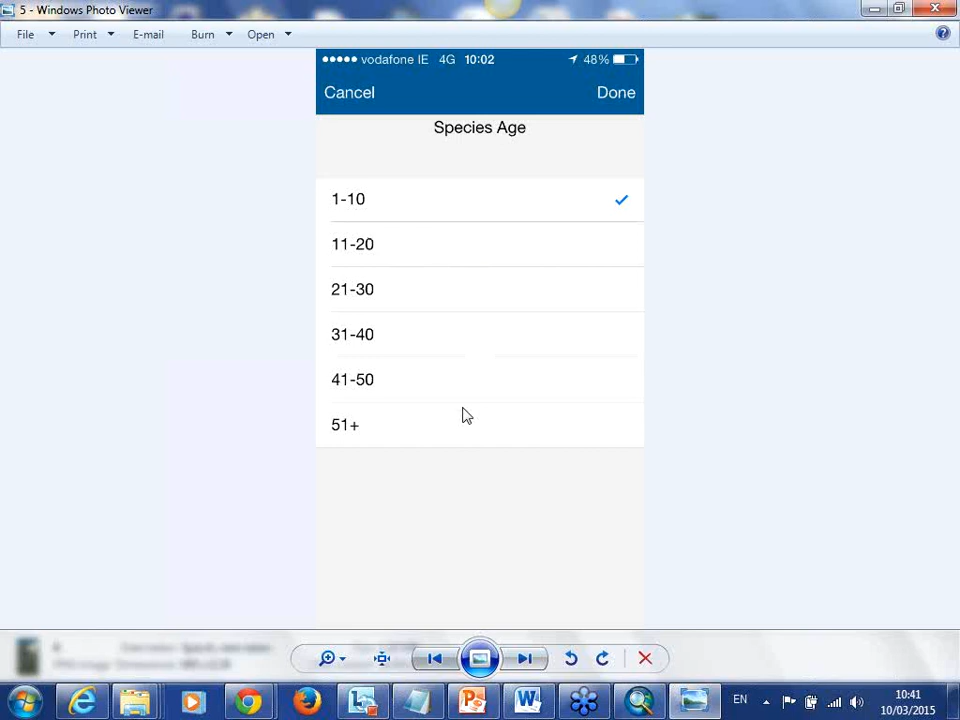 5 - Windows Photo Viewer
File Print E-mail Burn Open
vodafone IE 4G 10:02 48%
Cancel Done
Species Age
1-10
11-20
21-30
31-40
41-50
51+
EN 10:41
10/03/2015